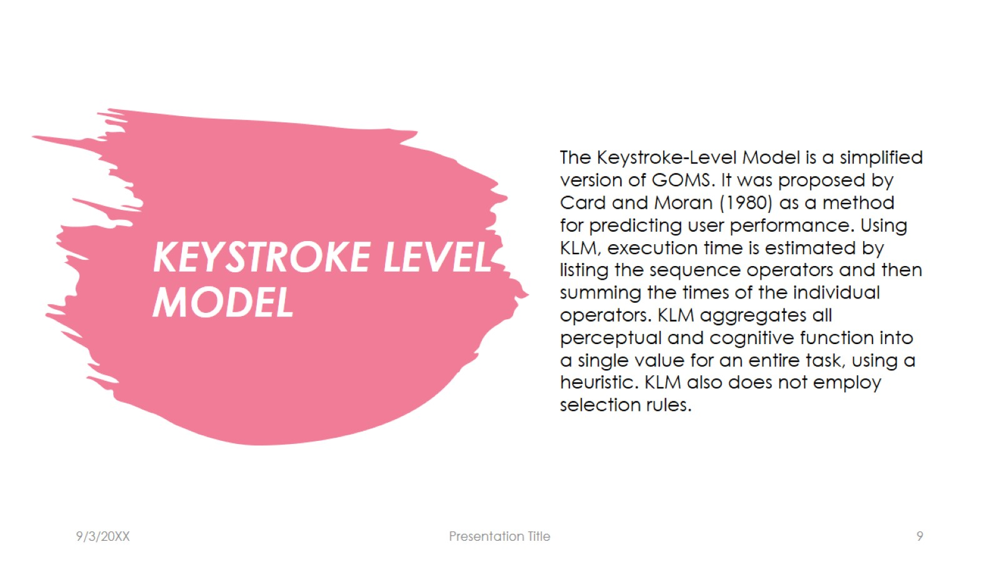 KEYSTROKE LEVEL
MODEL
The Keystroke-Level Model is a simplified
version of GOMS. It was proposed by
Card and Moran (1980) as a method
for predicting user performance. Using
KLM, execution time is estimated by
listing the sequence operators and then
summing the times of the individual
operators. KLM aggregates all
perceptual and cognitive function into
a single value for an entire task, using a
heuristic. KLM also does not employ
selection rules.
9/3/20XX
Presentation Title
9